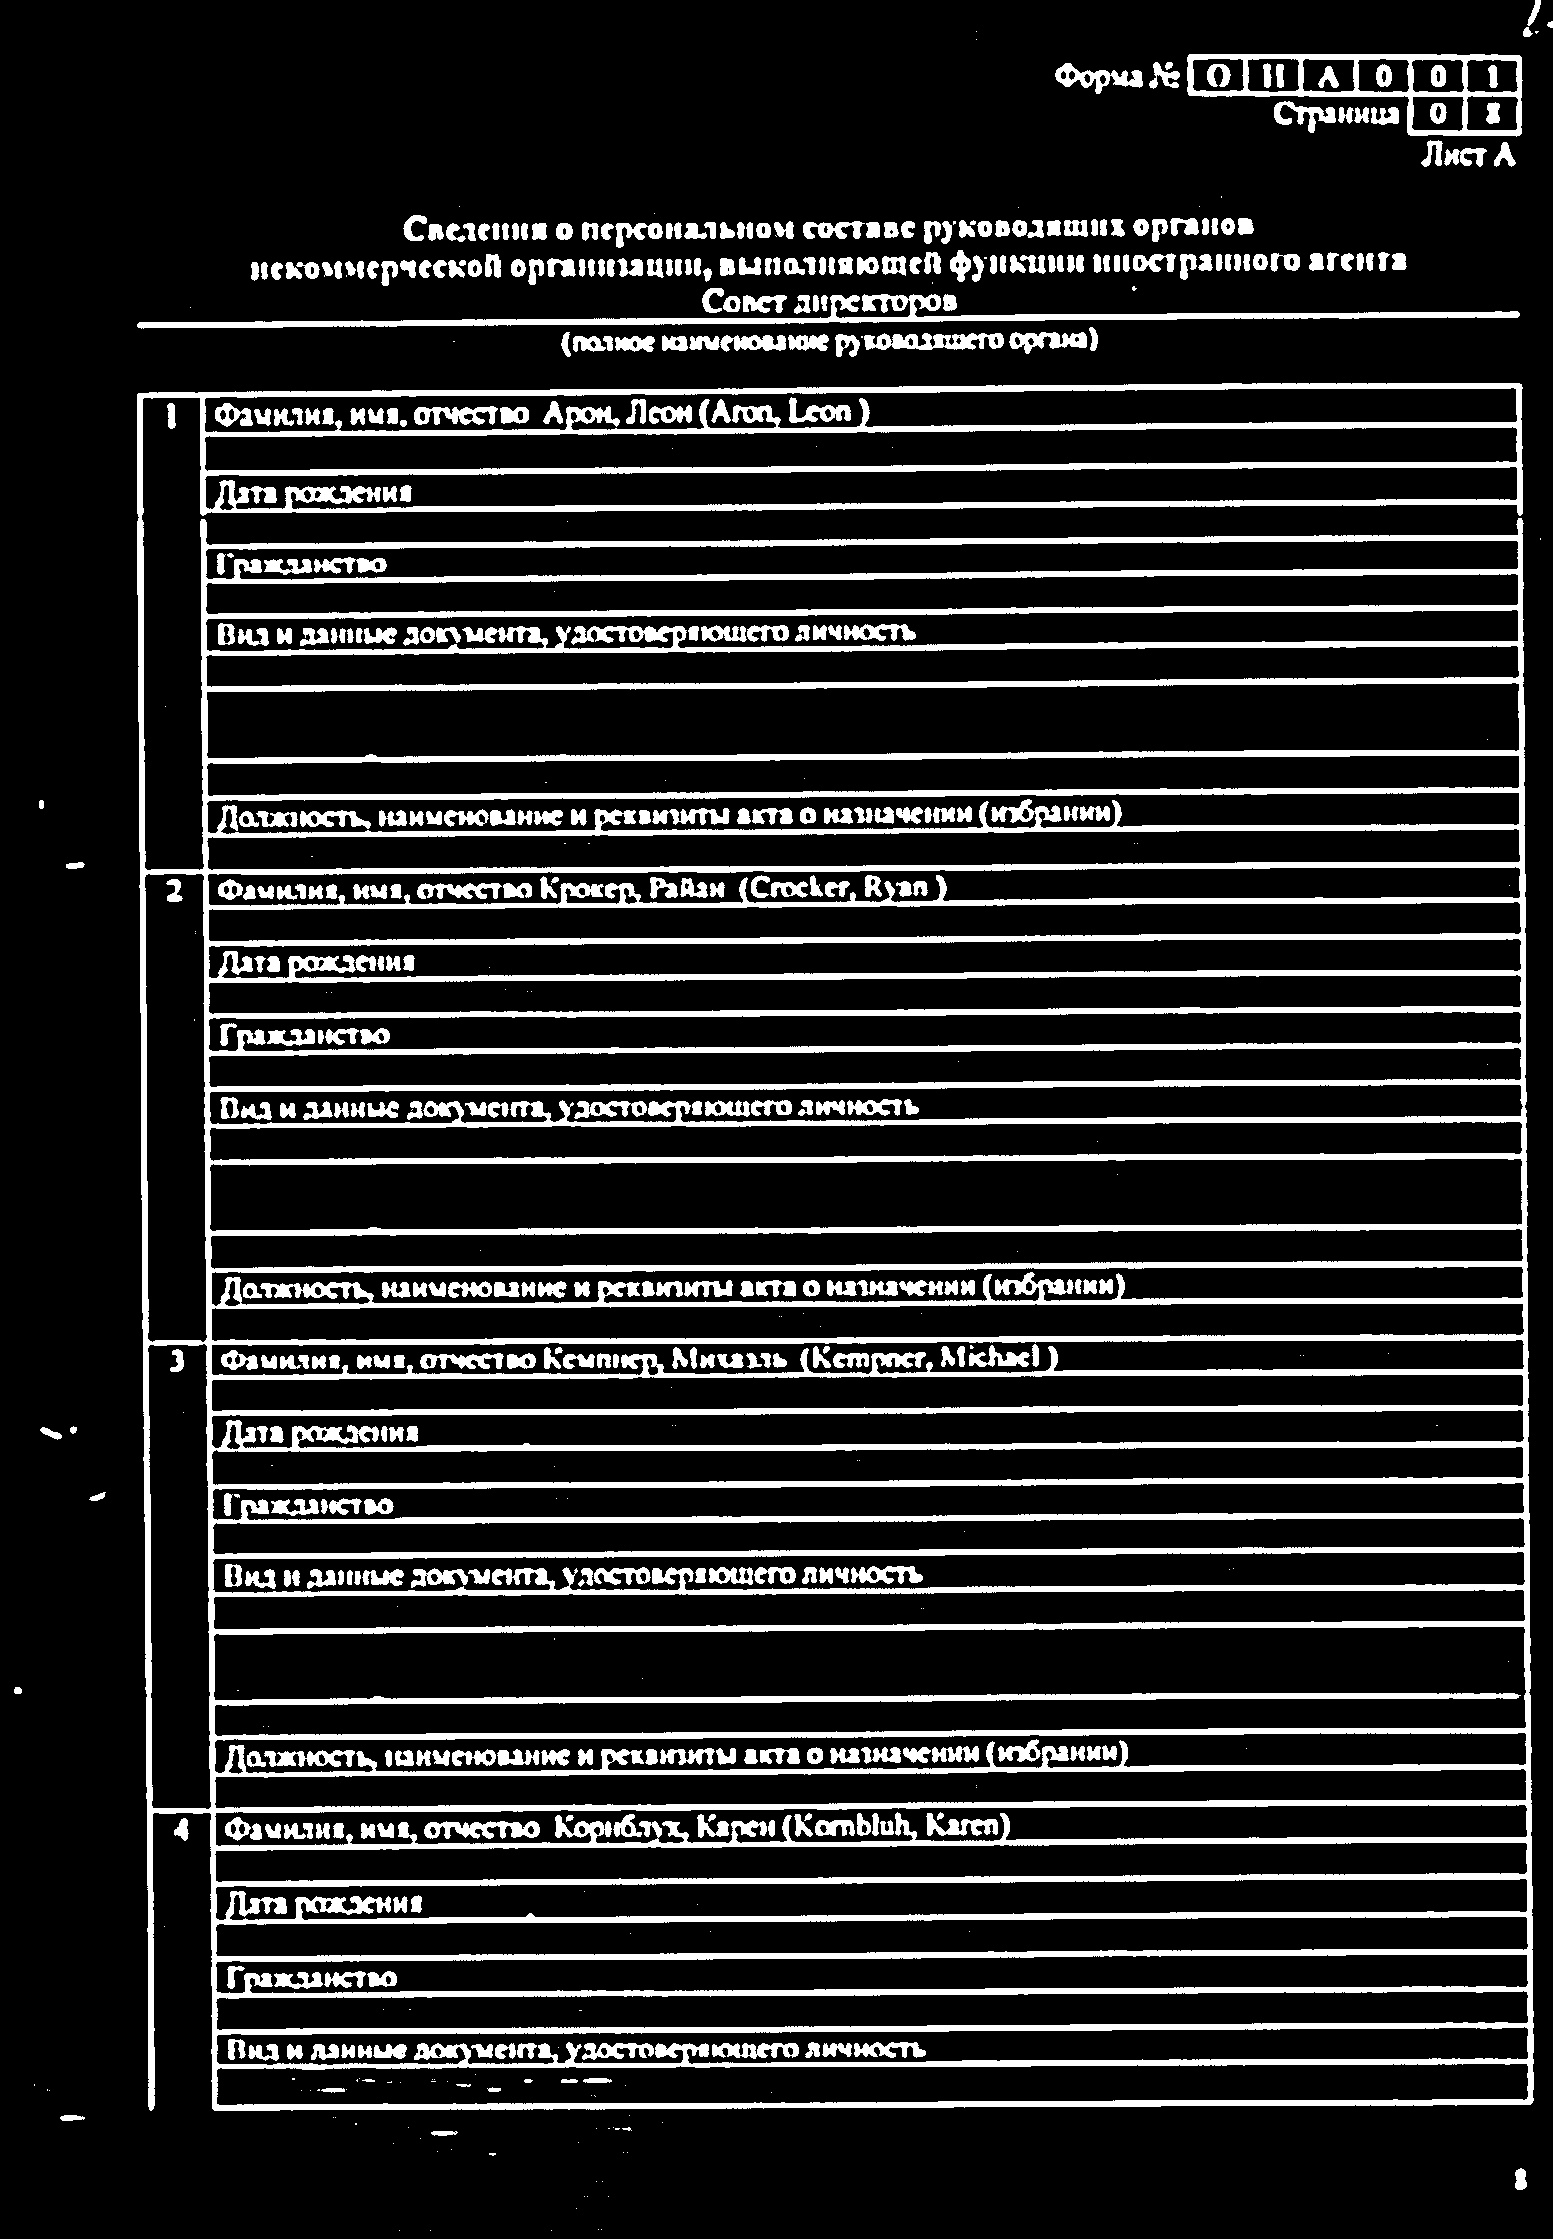 Форма № О И А 0 0 1
Страница 0 8
Лист А
Сведения о персональном составе руководящих органов
некоммерческой организации, выполняющей функции иностранного агента
Совет директоров
(полное наименование руководящего органа)
1 Фамилия, имя, отчество Арон, Леон (Aron, Leon )
Дата рождения
Гражданство
Вид и данные документа, удостоверяющего личность
Должность, наименование и реквизиты акта о назначении (избрании)
2 Фамилия, имя, отчество Крокер, Райан (Crocker, Ryan )
Дата рождения
Гражданство
Вид и данные документа, удостоверяющего личность
Должность, наименование и реквизиты акта о назначении (избрании)
3 Фамилия, имя, отчество Кемпнер, Михаэль (Kempner, Michael )
Дата рождения
Гражданство
Вид и данные документа, удостоверяющего личность
Должность, наименование и реквизиты акта о назначении (избрании)
4 Фамилия, имя, отчество Корнблух, Карен (Kornbluh, Karen)
Дата рождения
Гражданство
Вид и данные документа, удостоверяющего личность
8